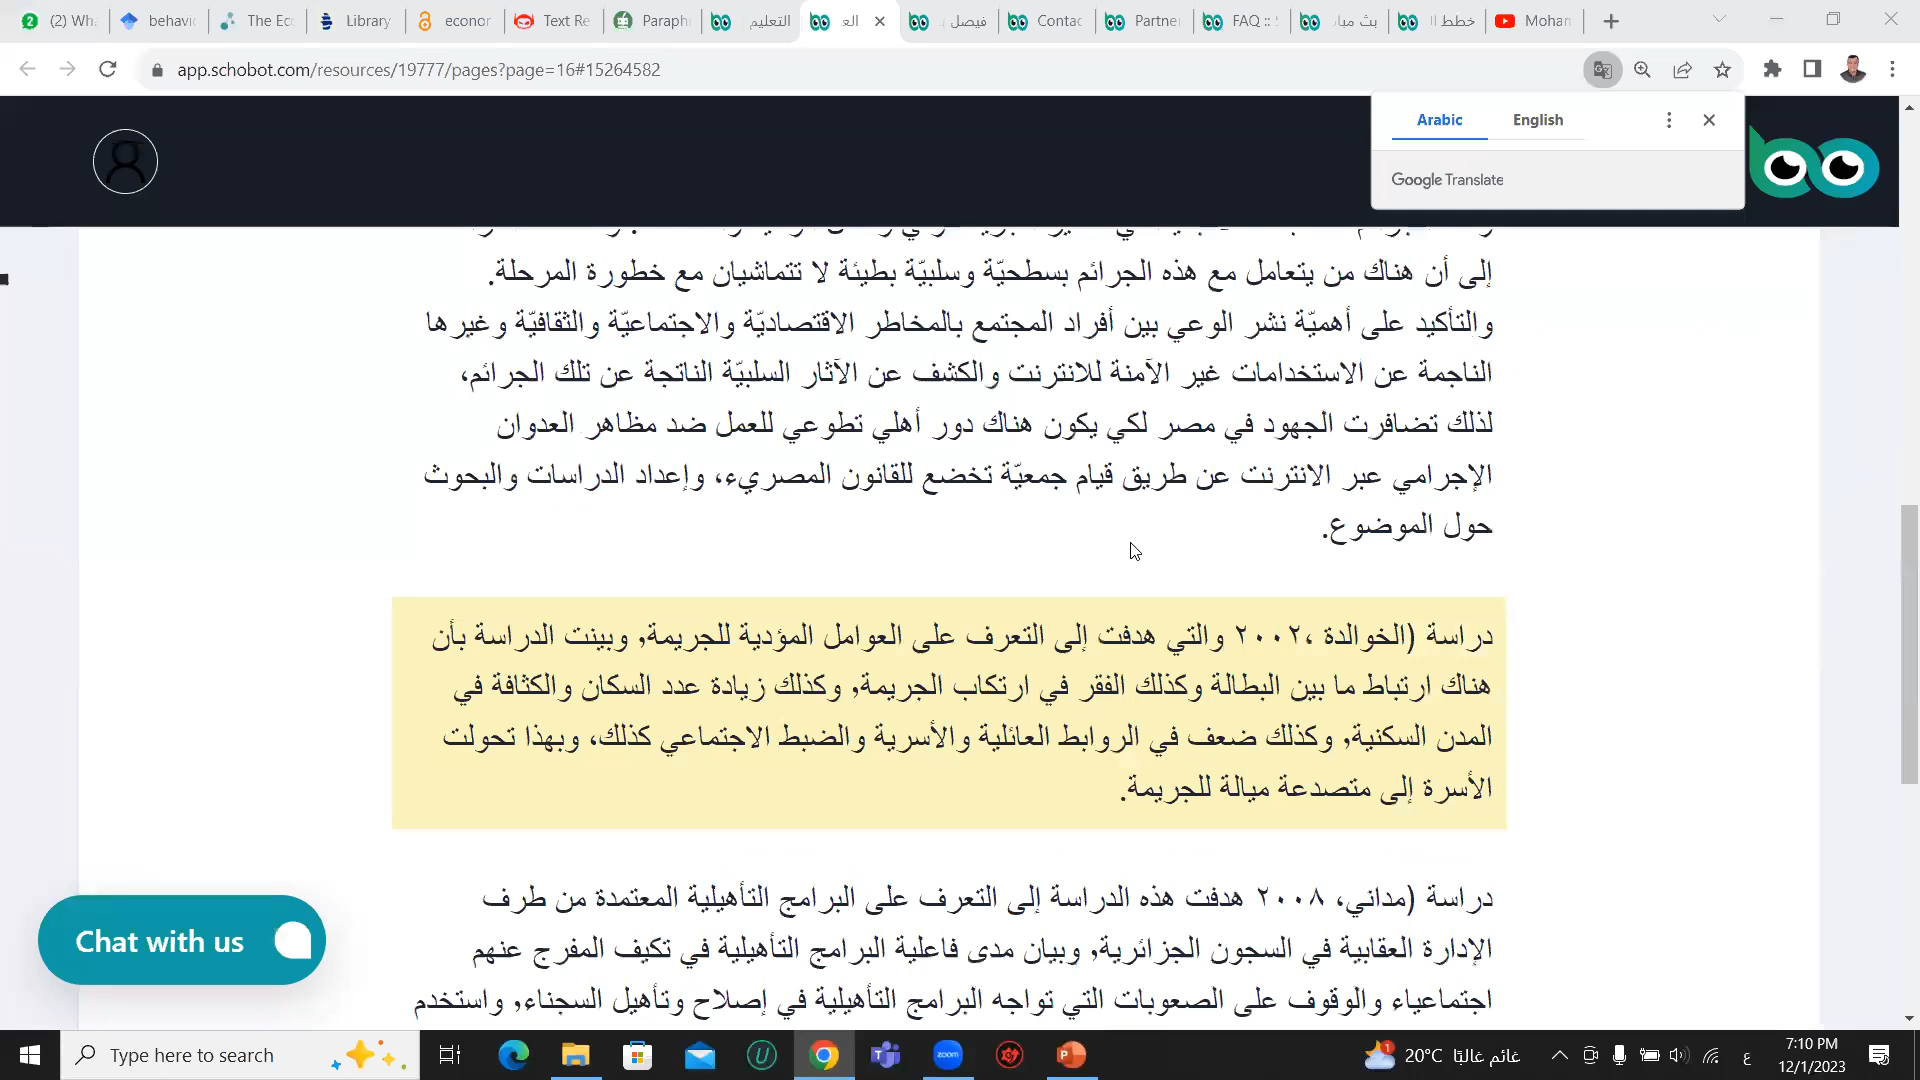 (2) Wha
behavio
The Eco
Library
econor
Text Re
Paraph
التعليم
الع
فيصل
Contac
Partne
FAQ ::
بث مبا
خطط ال
Mohan
app.schobot.com/resources/19777/pages?page=16#15264582
Arabic English
Google Translate
إلى أن هناك من يتعامل مع هذه الجرائم بسطحيّة وسلبيّة بطيئة لا تتماشيان مع خطورة المرحلة.
والتأكيد على أهميّة نشر الوعي بين أفراد المجتمع بالمخاطر الاقتصاديّة والاجتماعيّة والثقافيّة وغيرها
الناجمة عن الاستخدامات غير الآمنة للانترنت والكشف عن الآثار السلبيّة الناتجة عن تلك الجرائم،
لذلك تضافرت الجهود في مصر لكي يكون هناك دور أهلي تطوعي للعمل ضد مظاهر العدوان
الإجرامي عبر الانترنت عن طريق قيام جمعيّة تخضع للقانون المصريء، وإعداد الدراسات والبحوث
حول الموضوع.
دراسة (الخوالدة ،٢٠٠٢ والتي هدفت إلى التعرف على العوامل المؤدية للجريمة, وبينت الدراسة بأن
هناك ارتباط ما بين البطالة وكذلك الفقر في ارتكاب الجريمة, وكذلك زيادة عدد السكان والكثافة في
المدن السكنية, وكذلك ضعف في الروابط العائلية والأسرية والضبط الاجتماعي كذلك، وبهذا تحولت
الأسرة إلى متصدعة ميالة للجريمة.
دراسة (مداني، ٢٠٠٨ هدفت هذه الدراسة إلى التعرف على البرامج التأهيلية المعتمدة من طرف
الإدارة العقابية في السجون الجزائرية, وبيان مدى فاعلية البرامج التأهيلية في تكيف المفرج عنهم
اجتماعياء والوقوف على الصعوبات التي تواجه البرامج التأهيلية في إصلاح وتأهيل السجناء, واستخدم
Chat with us
Type here to search
zoom
20°C غائم غالبًا
ع
7:10 PM
12/1/2023